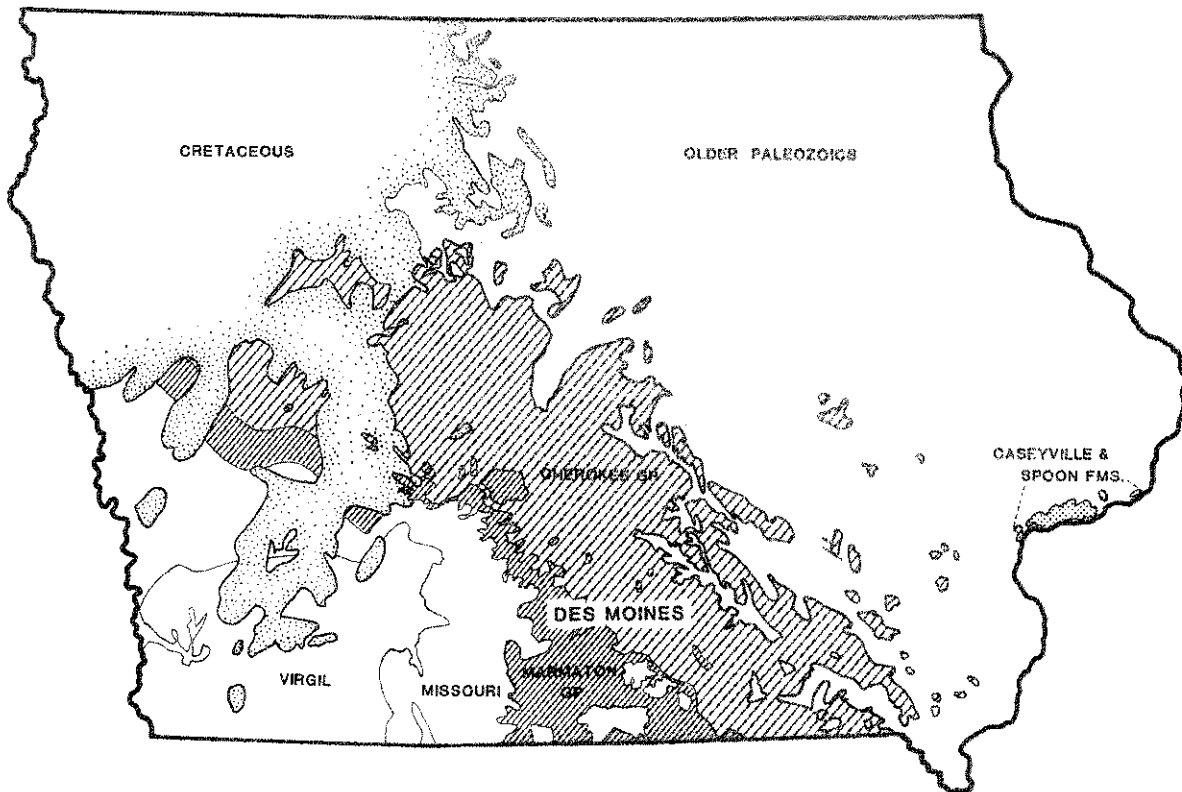 CRETACEOUS
OLDER PALEOZOICS
CASEYVILLE &
SPOON FMS.
CHEROKEE GP
DES MOINES
MARMATON
GP
VIRGIL
MISSOURI